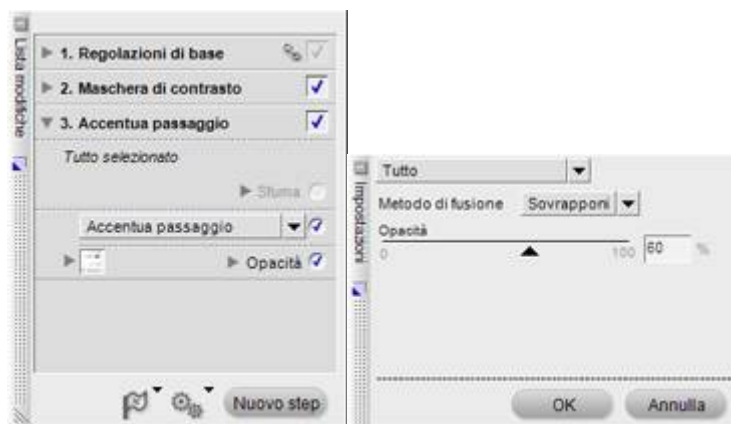 Lista modifiche
1. Regolazioni di base
2. Maschera di contrasto
3. Accentua passaggio
Tutto selezionato
Sfuma
Accentua passaggio
Opacità
Nuovo step
Impostazioni
Tutto
Metodo di fusione Sovrapponi
Opacità
0 100 60 %
OK Annulla